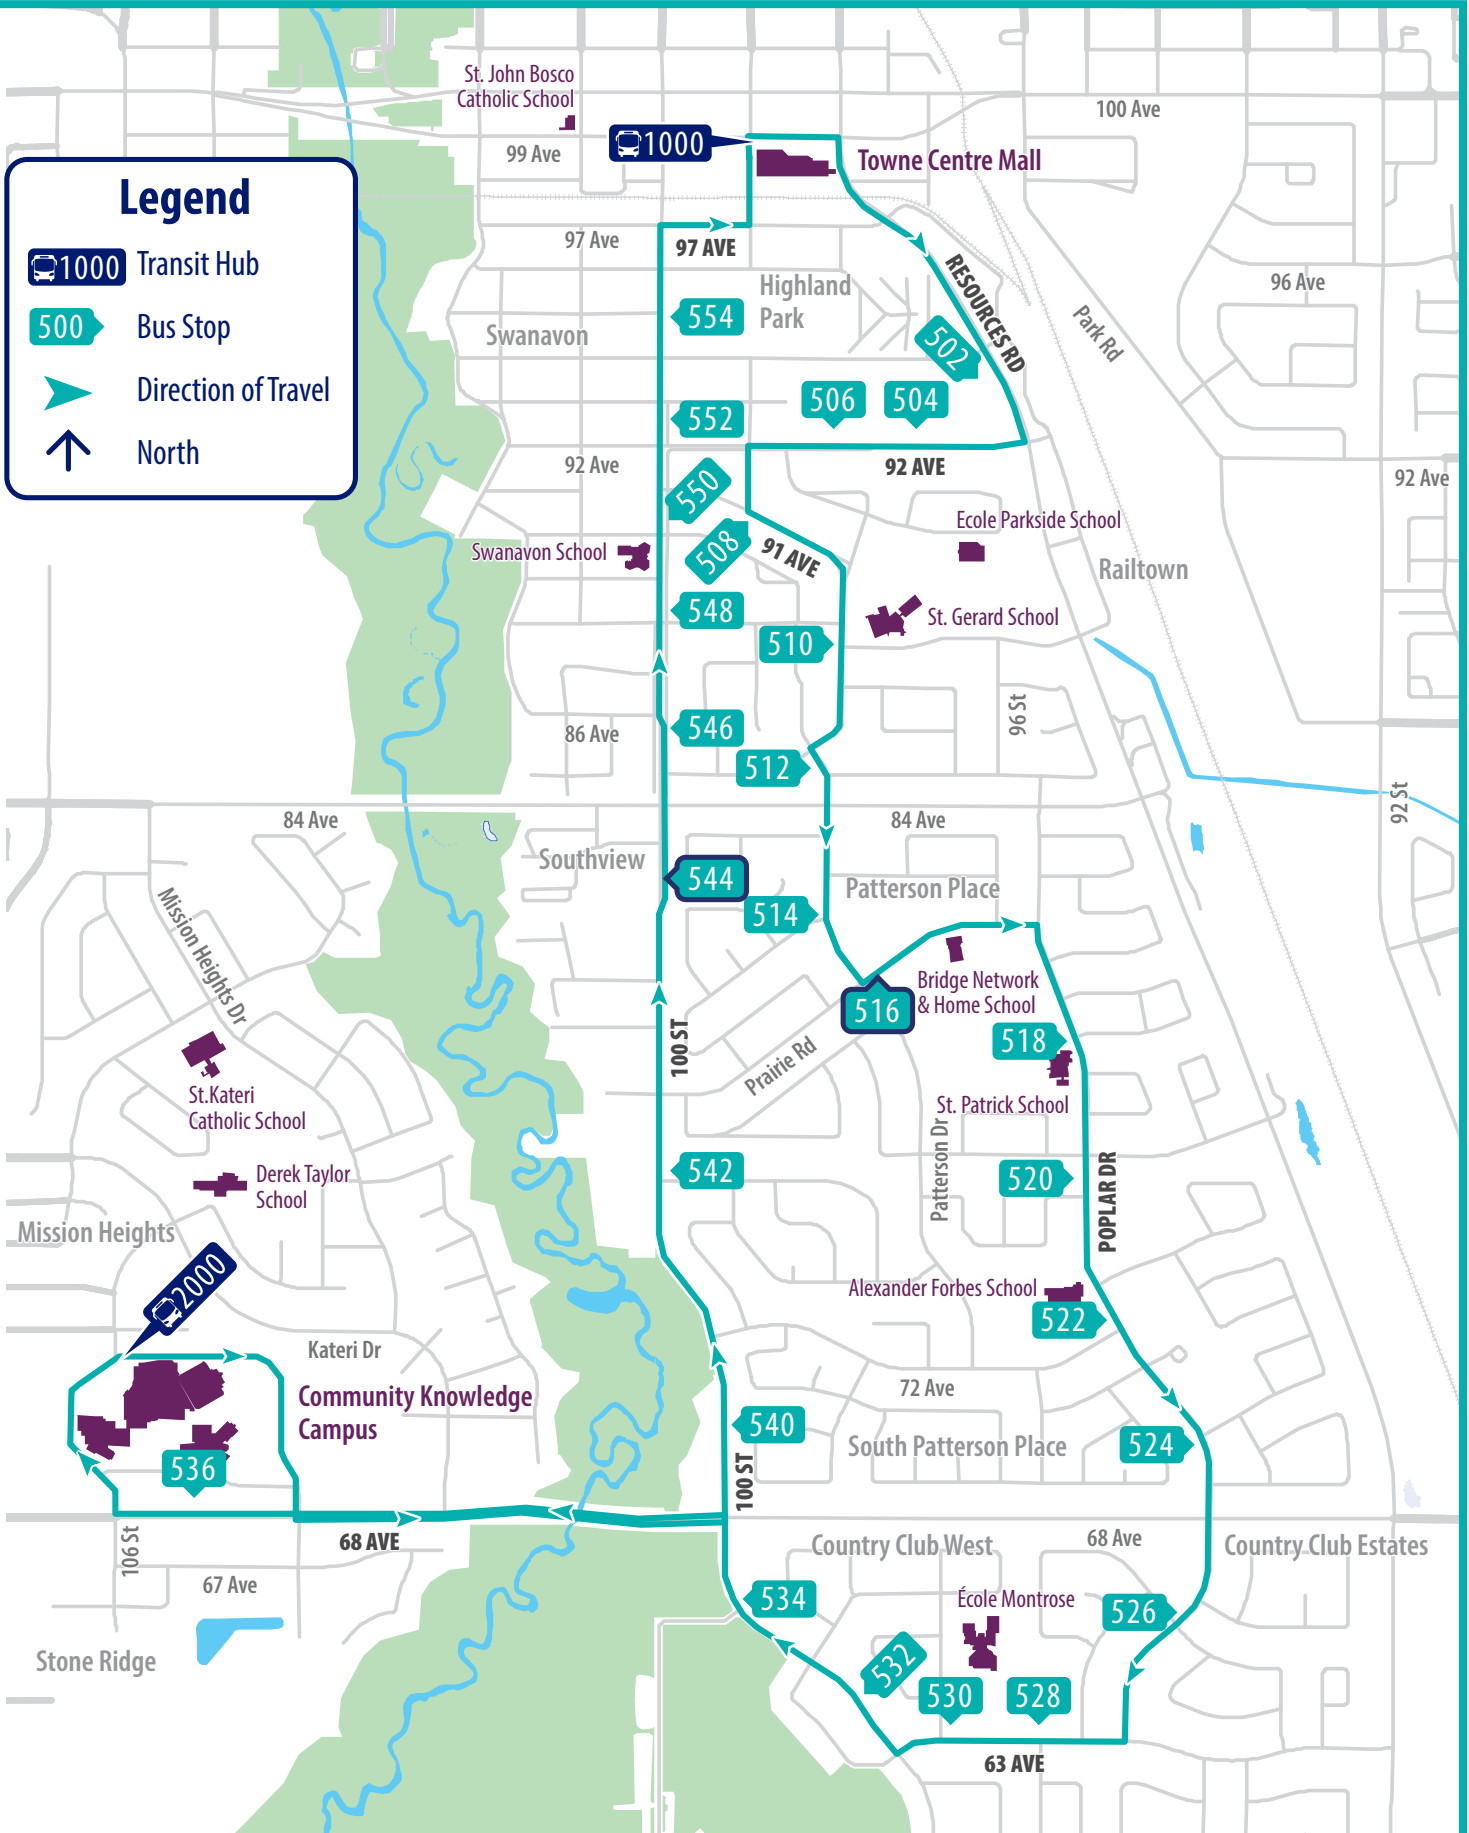 St. John Bosco
Catholic School
100 Ave
99 Ave
1000
Towne Centre Mall
Legend
1000 Transit Hub
500 Bus Stop
Direction of Travel
North
97 Ave
97 AVE
RESOURCES RD
Highland
Park
96 Ave
Park Rd
554
Swanavon
502
506
504
552
92 Ave
92 AVE
92 Ave
550
Ecole Parkside School
Swanavon School
508
91 AVE
Railtown
548
St. Gerard School
510
96 St
546
86 Ave
512
92 St
84 Ave
84 Ave
Southview
544
Patterson Place
514
Mission Heights Dr
Bridge Network
& Home School
516
518
100 ST
Prairie Rd
St.Kateri
Catholic School
St. Patrick School
Patterson Dr
542
520
POPLAR DR
Derek Taylor
School
Mission Heights
2000
Alexander Forbes School
522
Kateri Dr
72 Ave
Community Knowledge
Campus
540
South Patterson Place
524
536
100 ST
68 AVE
106 St
Country Club West
68 Ave
Country Club Estates
67 Ave
534
École Montrose
526
Stone Ridge
532
530
528
63 AVE